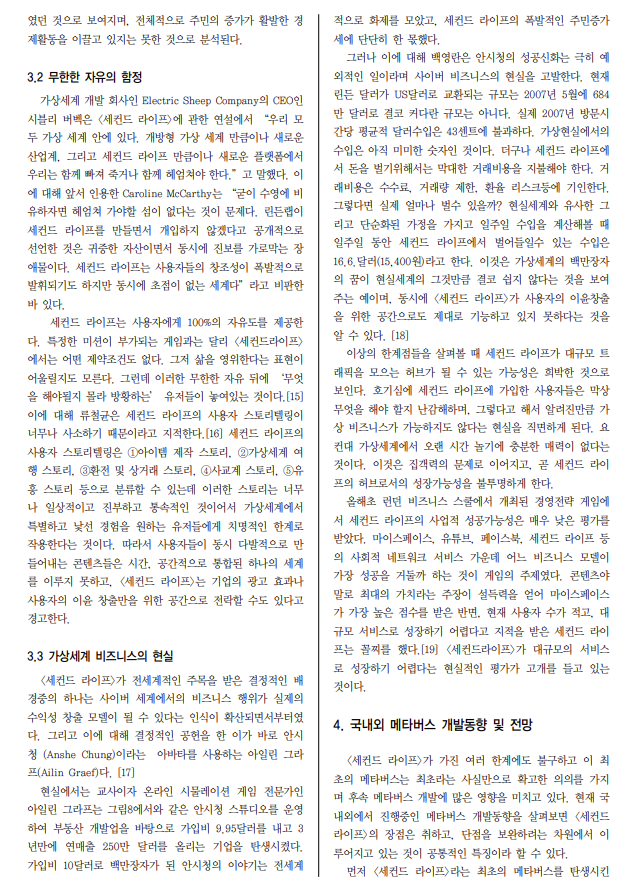 였던 것으로 보여지며, 전체적으로 주민의 증가가 활발한 경
제활동을 이끌고 있지는 못한 것으로 분석된다.
3.2 무한한 자유의 함정
가상세계 개발 회사인 Electric Sheep Company의 CEO인
시블리 버벡은 <세컨드 라이프>에 관한 연설에서 “우리 모
두 가상 세계 안에 있다. 개방형 가상 세계 만큼이나 새로운
산업계, 그리고 세컨드 라이프 만큼이나 새로운 플랫폼에서
우리는 함께 빠져 죽거나 함께 헤엄쳐야 한다.”고 말했다. 이
에 대해 앞서 인용한 Caroline McCarthy는 “굳이 수영에 비
유하자면 헤엄쳐 가야할 섬이 없다는 것이 문제다. 린든랩이
세컨드 라이프를 만들면서 개입하지 않겠다고 공개적으로
선언한 것은 귀중한 자산이면서 동시에 진보를 가로막는 장
애물이다. 세컨드 라이프는 사용자들의 창조성이 폭발적으로
발휘되기도 하지만 동시에 초점이 없는 세계다”라고 비판한
바 있다.
세컨드 라이프는 사용자에게 100%의 자유도를 제공한
다. 특정한 미션이 부가되는 게임과는 달리 <세컨드라이프>
에서는 어떤 제약조건도 없다. 그저 삶을 영위한다는 표현이
어울릴지도 모른다. 그런데 이러한 무한한 자유 뒤에 ‘무엇
을 해야될지 몰라 방황하는’ 유저들이 놓여있는 것이다.[15]
이에 대해 류철균은 세컨드 라이프의 사용자 스토리텔링이
너무나 사소하기 때문이라고 지적한다.[16] 세컨드 라이프의
사용자 스토리텔링은 ①아이템 제작 스토리, ②가상세계 여
행 스토리, ③환전 및 상거래 스토리, ④사교계 스토리, ⑤유
흥 스토리 등으로 분류할 수 있는데 이러한 스토리는 너무
나 일상적이고 진부하고 통속적인 것이어서 가상세계에서
특별하고 낯선 경험을 원하는 유저들에게 치명적인 한계로
작용한다는 것이다. 따라서 사용자들이 동시 다발적으로 만
들어내는 콘텐츠들은 시간, 공간적으로 통합된 하나의 세계
를 이루지 못하고, <세컨드 라이프>는 기업의 광고 효과나
사용자의 이윤 창출만을 위한 공간으로 전락할 수도 있다고
경고한다.
3.3 가상세계 비즈니스의 현실
<세컨드 라이프>가 전세계적인 주목을 받은 결정적인 배
경중의 하나는 사이버 세계에서의 비즈니스 행위가 실제의
수익성 창출 모델이 될 수 있다는 인식이 확산되면서부터였
다. 그리고 이에 대해 결정적인 공헌을 한 이가 바로 안시
청 (Anshe Chung)이라는 아바타를 사용하는 아일린 그라
프(Ailin Graef)다. [17]
현실에서는 교사이자 온라인 시뮬레이션 게임 전문가인
아일린 그라프는 그림8에서와 같은 안시청 스튜디오를 운영
하여 부동산 개발업을 바탕으로 가입비 9.95달러를 내고 3
년만에 연매출 250만 달러를 올리는 기업을 탄생시켰다.
가입비 10달러로 백만장자가 된 안시청의 이야기는 전세계
적으로 화제를 모았고, 세컨드 라이프의 폭발적인 주민증가
세에 단단히 한 몫했다.
그러나 이에 대해 백영란은 안시청의 성공신화는 극히 예
외적인 일이라며 사이버 비즈니스의 현실을 고발한다. 현재
린든 달러가 US달러로 교환되는 규모는 2007년 5월에 684
만 달러로 결코 커다란 규모는 아니다. 실제 2007년 방문시
간당 평균적 달러수입은 43센트에 불과하다. 가상현실에서의
수입은 아직 미미한 숫자인 것이다. 더구나 세컨드 라이프에
서 돈을 벌기위해서는 막대한 거래비용을 지불해야 한다. 거
래비용은 수수료, 거래량 제한, 환율 리스크등에 기인한다.
그렇다면 실제 얼마나 벌수 있을까? 현실세계와 유사한 그
리고 단순화된 가정을 가지고 일주일 수입을 계산해볼 때
일주일 동안 세컨드 라이프에서 벌어들일수 있는 수입은
16.6.달러(15,400원)라고 한다. 이것은 가상세계의 백만장자
의 꿈이 현실세계의 그것만큼 결코 쉽지 않다는 것을 보여
주는 예이며, 동시에 <세컨드 라이프>가 사용자의 이윤창출
을 위한 공간으로도 제대로 기능하고 있지 못하다는 것을
알 수 있다. [18]
이상의 한계점들을 살펴볼 때 세컨드 라이프가 대규모 트
래픽을 모으는 허브가 될 수 있는 가능성은 희박한 것으로
보인다. 호기심에 세컨드 라이프에 가입한 사용자들은 막상
무엇을 해야 할지 난감해하며, 그렇다고 해서 알려진만큼 가
상 비즈니스가 가능하지도 않다는 현실을 직면하게 된다. 요
컨대 가상세계에서 오랜 시간 놀기에 충분한 매력이 없다는
것이다. 이것은 집객력의 문제로 이어지고, 곧 세컨드 라이
프의 허브로서의 성장가능성을 불투명하게 한다.
올해초 런던 비즈니스 스쿨에서 개최된 경영전략 게임에
서 세컨드 라이프의 사업적 성공가능성은 매우 낮은 평가를
받았다. 마이스페이스, 유튜브, 페이스북, 세컨드 라이프 등
의 사회적 네트워크 서비스 가운데 어느 비즈니스 모델이
가장 성공을 거둘까 하는 것이 게임의 주제였다. 콘텐츠야
말로 최대의 가치라는 주장이 설득력을 얻어 마이스페이스
가 가장 높은 점수를 받은 반면, 현재 사용자 수가 적고, 대
규모 서비스로 성장하기 어렵다고 지적을 받은 세컨드 라이
프는 꼴찌를 했다.[19] <세컨드라이프>가 대규모의 서비스
로 성장하기 어렵다는 현실적인 평가가 고개를 들고 있는
것이다.
4. 국내외 메타버스 개발동향 및 전망
<세컨드 라이프>가 가진 여러 한계에도 불구하고 이 최
초의 메타버스는 최초라는 사실만으로 확고한 의의를 가지
며 후속 메타버스 개발에 많은 영향을 미치고 있다. 현재 국
내외에서 진행중인 메타버스 개발동향을 살펴보면 <세컨드
라이프>의 장점은 취하고, 단점을 보완하려는 차원에서 이
루어지고 있는 것이 공통적인 특징이라 할 수 있다.
먼저 <세컨드 라이프>라는 최초의 메타버스를 탄생시킨